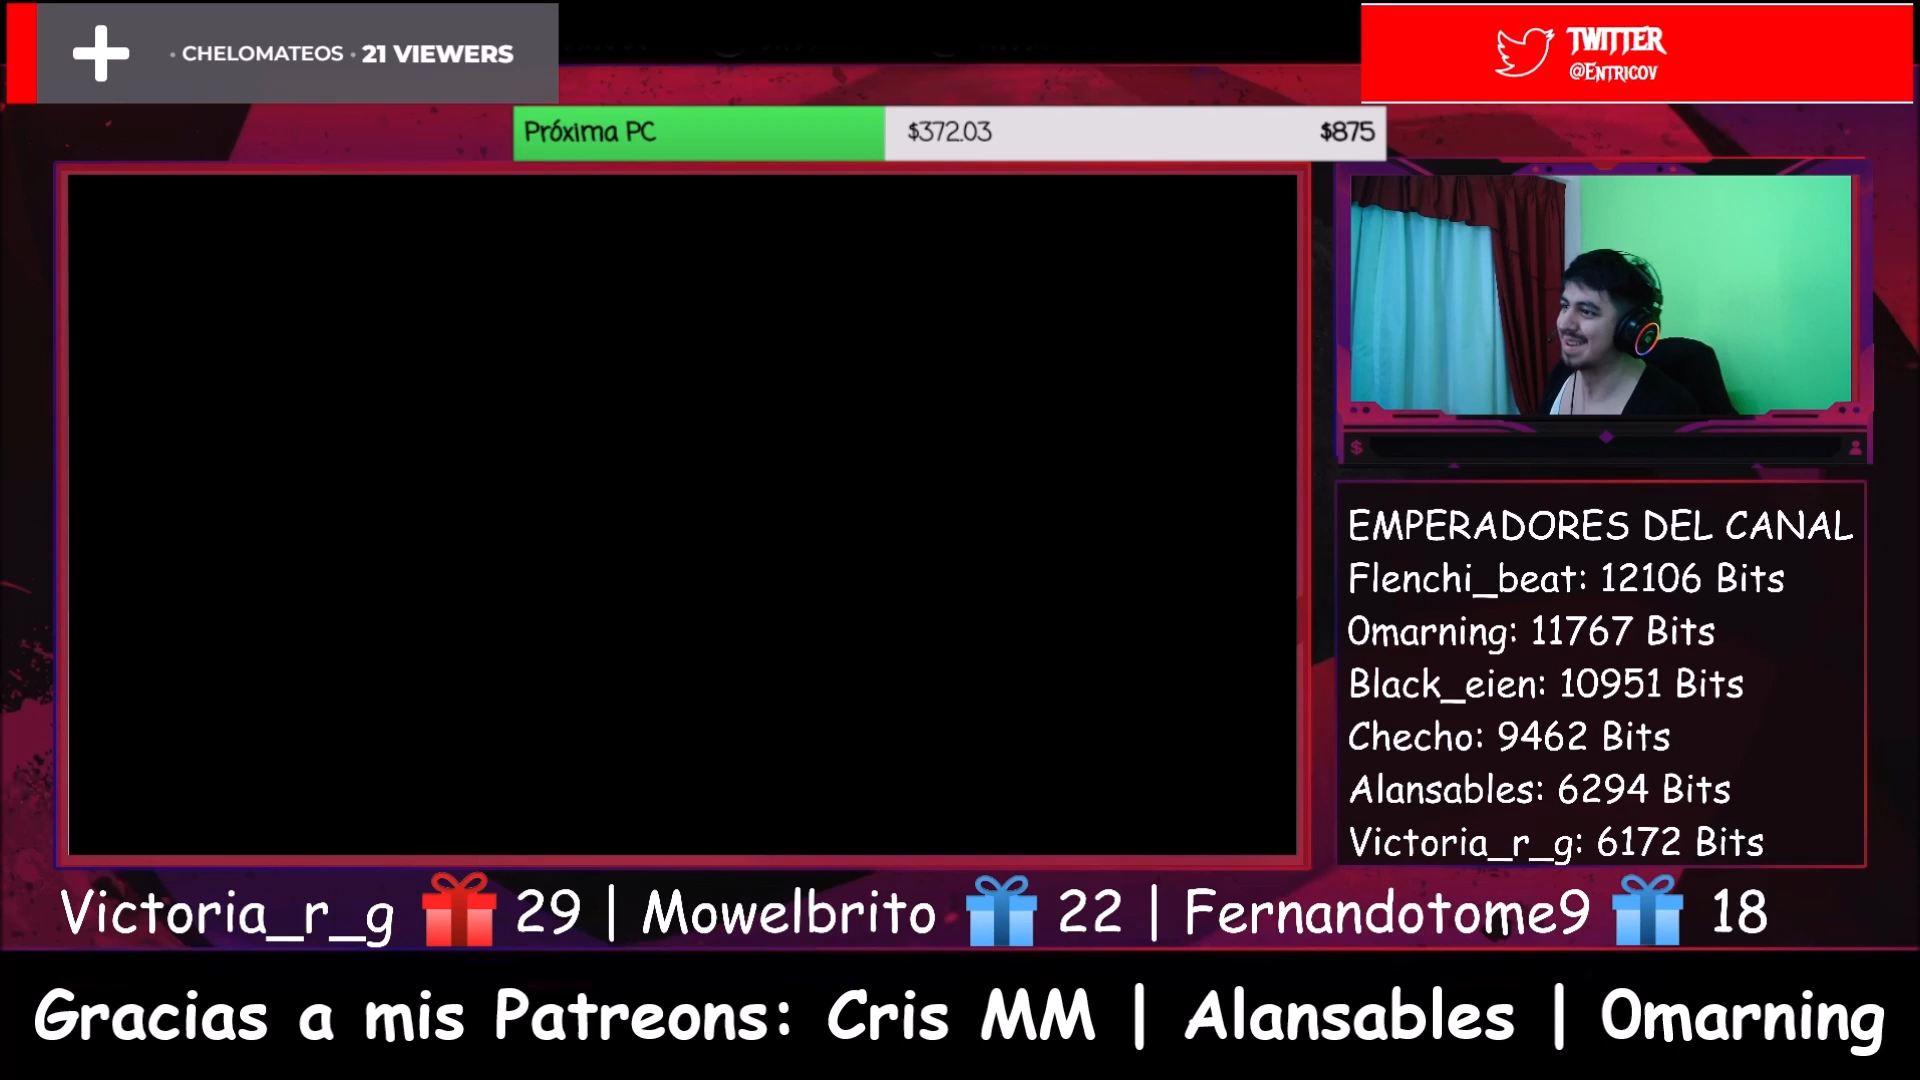 · CHELOMATEOS · 21 VIEWERS
TWITTER
@ENTRICOV
Próxima PC $372.03 $875
EMPERADORES DEL CANAL
Flenchi_beat: 12106 Bits
0marning: 11767 Bits
Black_eien: 10951 Bits
Checho: 9462 Bits
Alansables: 6294 Bits
Victoria_r_g: 6172 Bits
Victoria_r_g 29 | Mowelbrito 22 | Fernandotome9 18
Gracias a mis Patreons: Cris MM | Alansables | 0marning